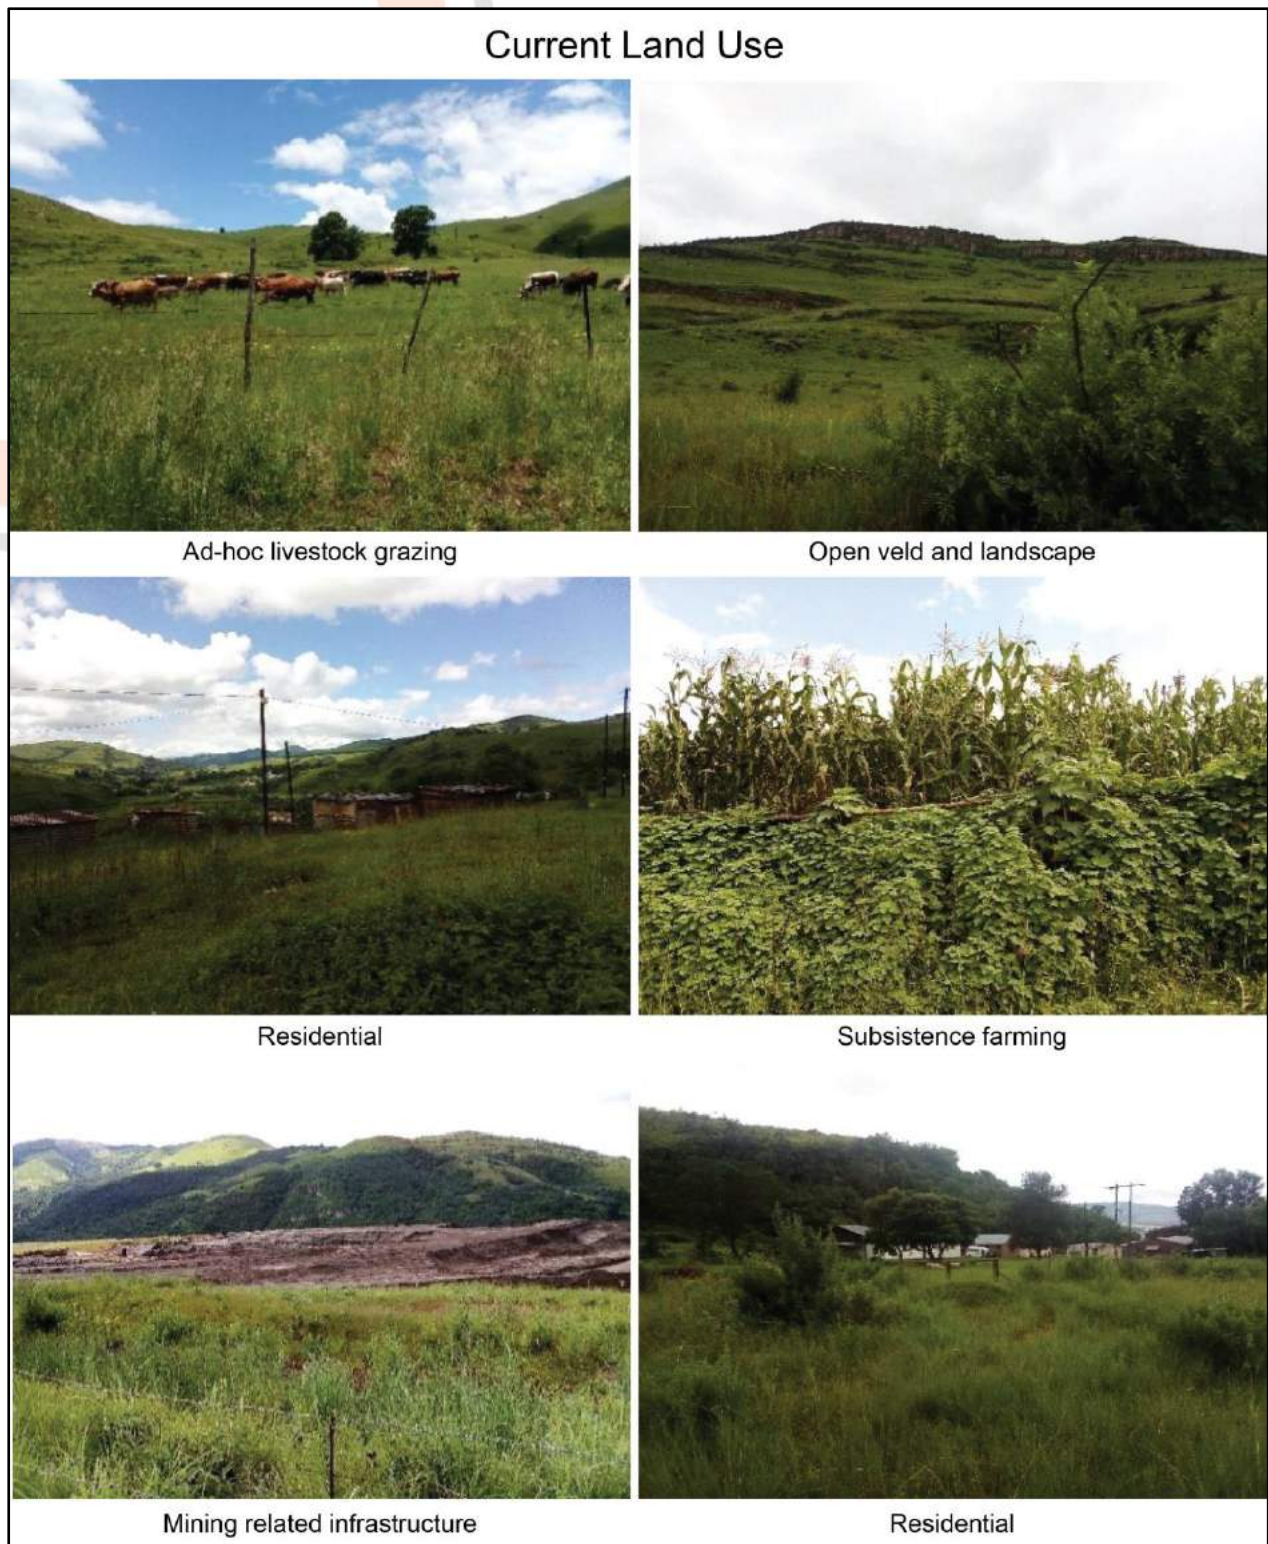 Current Land Use
Ad-hoc livestock grazing
Open veld and landscape
Residential
Subsistence farming
Mining related infrastructure
Residential